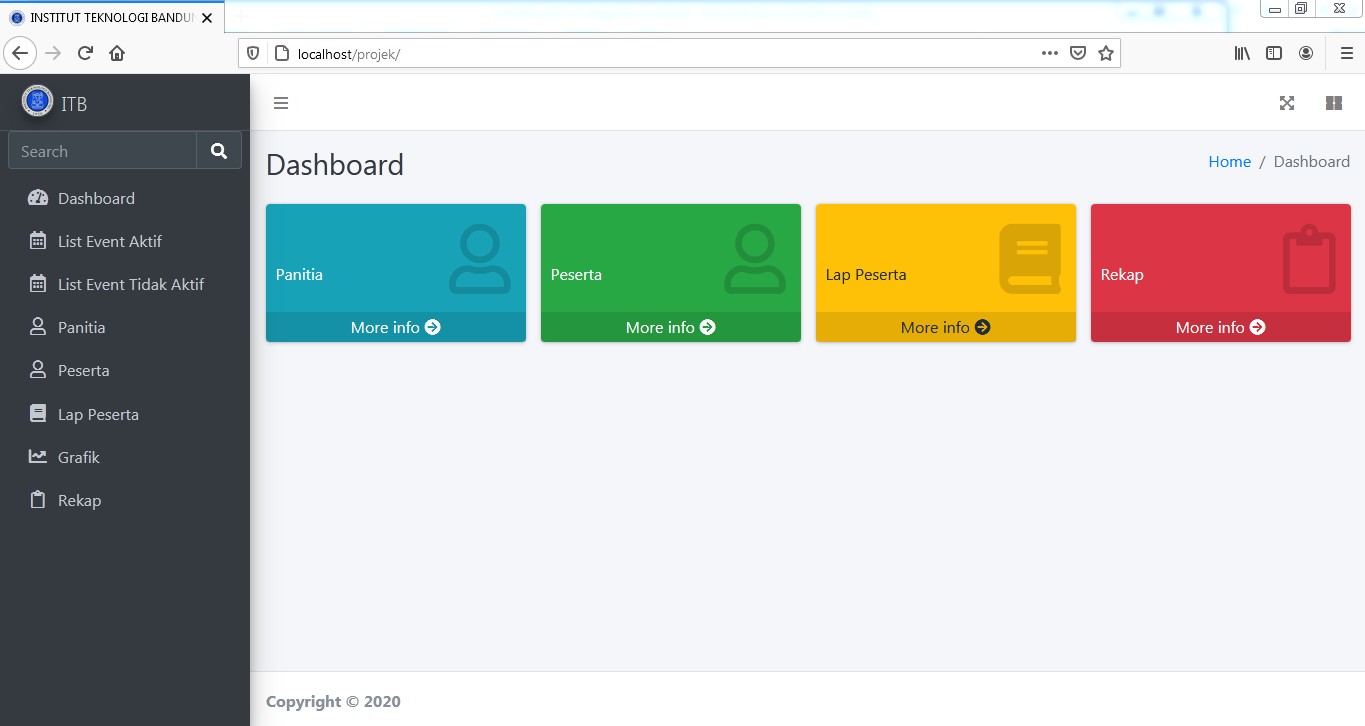 INSTITUT TEKNOLOGI BANDUN
localhost/projek/
ITB
Search
Dashboard
List Event Aktif
List Event Tidak Aktif
Panitia
Peserta
Lap Peserta
Grafik
Rekap
Dashboard
Home / Dashboard
Panitia
More info
Peserta
More info
Lap Peserta
More info
Rekap
More info
Copyright © 2020